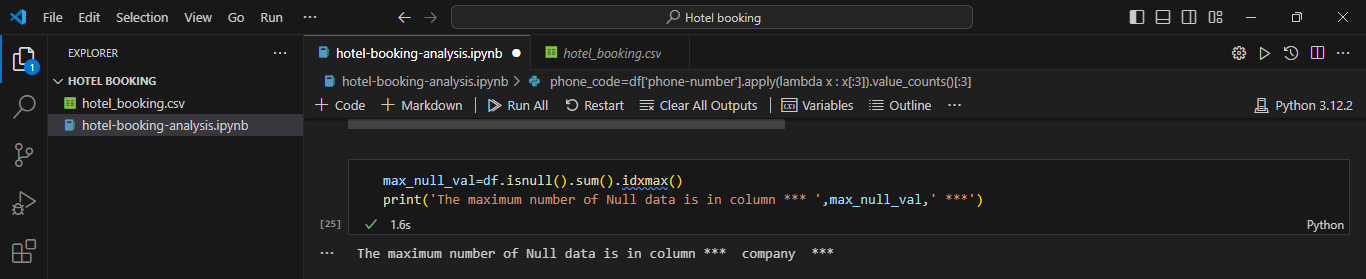 File Edit Selection View Go Run ··· Hotel booking
EXPLORER ···
hotel-booking-analysis.ipynb hotel_booking.csv ···
1
HOTEL BOOKING
hotel-booking-analysis.ipynb > phone_code=df['phone-number'].apply(lambda x : x[:3]).value_counts()[:3]
hotel_booking.csv
+ Code + Markdown Run All Restart Clear All Outputs (x) Variables Outline ··· Python 3.12.2
hotel-booking-analysis.ipynb
max_null_val=df.isnull().sum().idxmax()
print('The maximum number of Null data is in column *** ',max_null_val,' ***')
[25] ✓ 1.6s Python
··· The maximum number of Null data is in column ***  company  ***